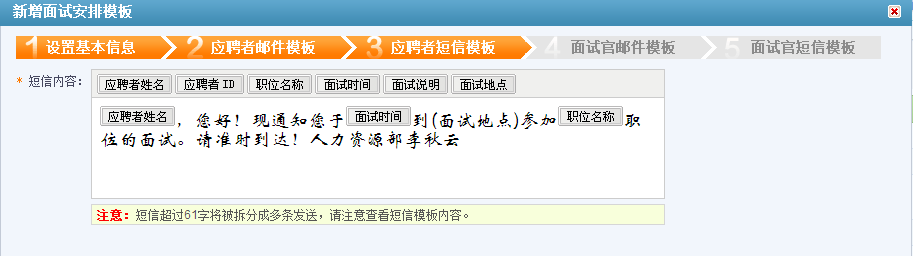 新增面试安排模板
1 设置基本信息 2 应聘者邮件模板 3 应聘者短信模板 4 面试官邮件模板 5 面试官短信模板
* 短信内容: 应聘者姓名 应聘者ID 职位名称 面试时间 面试说明 面试地点
应聘者姓名，您好！现通知您于面试时间到(面试地点)参加职位名称职
位的面试。请准时到达！人力资源部李秋云
注意：短信超过61字将被拆分成多条发送，请注意查看短信模板内容。